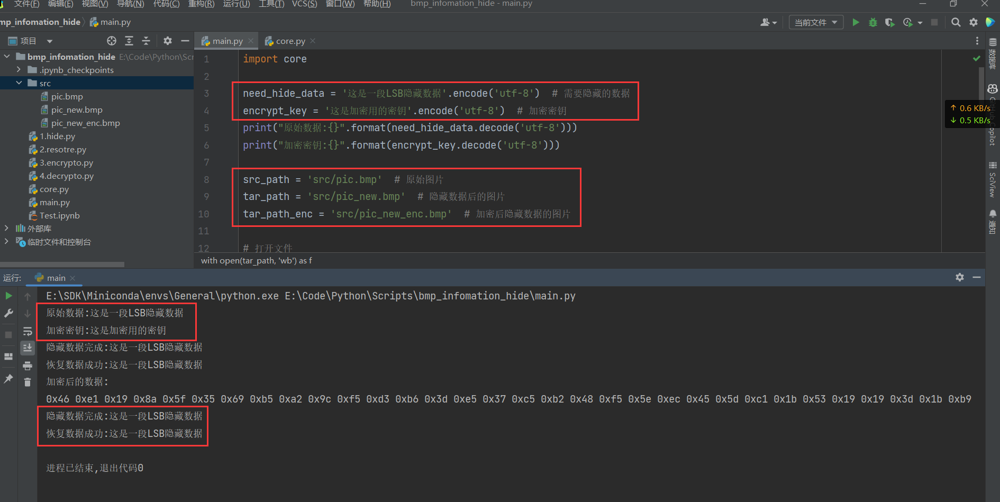 文件(F) 编辑(E) 视图(V) 导航(N) 代码(C) 重构(R) 运行(U) 工具(T) VCS(S) 窗口(W) 帮助(H) bmp_infomation_hide - main.py
mp_infomation_hide main.py
当前文件
项目
main.py core.py
bmp_infomation_hide E:\Code\Python\Scr
.ipynb_checkpoints
src
pic.bmp
pic_new.bmp
pic_new_enc.bmp
1.hide.py
2.resotre.py
3.encrypto.py
4.decrypto.py
core.py
main.py
Test.ipynb
外部库
临时文件和控制台
1 import core
2
3 need_hide_data = '这是一段LSB隐藏数据'.encode('utf-8')  # 需要隐藏的数据
4 encrypt_key = '这是加密用的密钥'.encode('utf-8')  # 加密密钥
5 print("原始数据:{}".format(need_hide_data.decode('utf-8')))
6 print("加密密钥:{}".format(encrypt_key.decode('utf-8')))
7
8 src_path = 'src/pic.bmp'  # 原始图片
9 tar_path = 'src/pic_new.bmp'  # 隐藏数据后的图片
10 tar_path_enc = 'src/pic_new_enc.bmp'  # 加密后隐藏数据的图片
11
12 # 打开文件
with open(tar_path, 'wb') as f
数据库
GitHub Copilot
SciView
通知
↑ 0.6 KB/s
↓ 0.5 KB/s
运行: main
E:\SDK\Miniconda\envs\General\python.exe E:\Code\Python\Scripts\bmp_infomation_hide\main.py
原始数据:这是一段LSB隐藏数据
加密密钥:这是加密用的密钥
隐藏数据完成:这是一段LSB隐藏数据
恢复数据成功:这是一段LSB隐藏数据
加密后的数据:
0x46 0xe1 0x19 0x8a 0x5f 0x35 0x69 0xb5 0xa2 0x9c 0xf5 0xd3 0xb6 0x3d 0xe5 0x37 0xc5 0xb2 0x48 0xf5 0x5e 0xec 0x45 0x5d 0xc1 0x1b 0x53 0x19 0x19 0x3d 0x1b 0xb9
隐藏数据完成:这是一段LSB隐藏数据
恢复数据成功:这是一段LSB隐藏数据
进程已结束,退出代码0